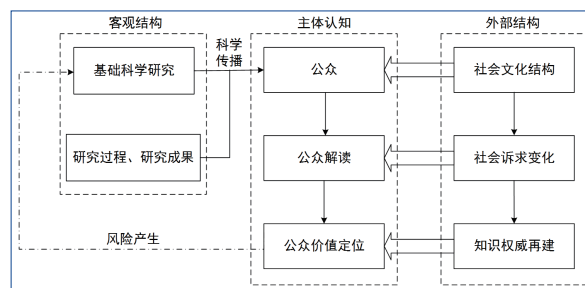 客观结构
主体认知
外部结构
基础科学研究
科学
传播
公众
社会文化结构
研究过程、研究成果
公众解读
社会诉求变化
风险产生
公众价值定位
知识权威再建